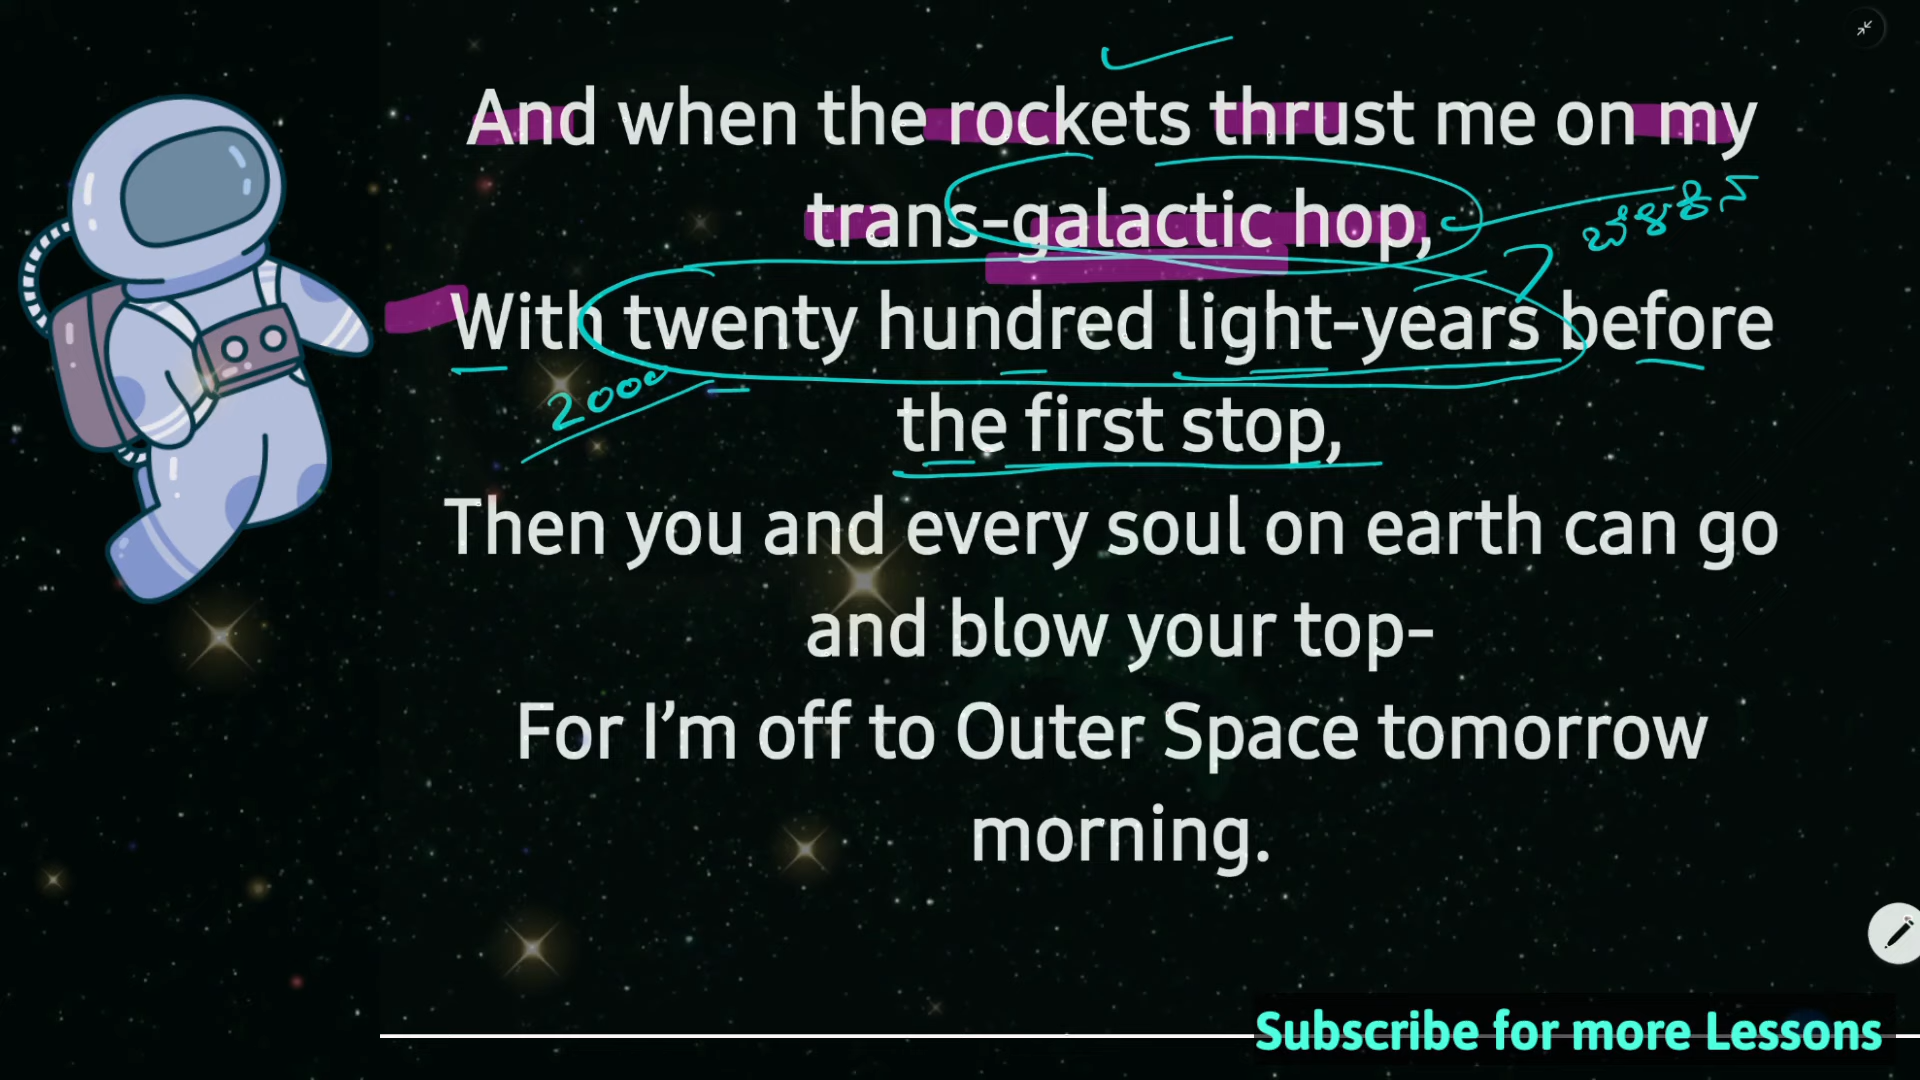 And when the rockets thrust me on my
trans-galactic hop,
With twenty hundred light-years before
2000
the first stop,
Then you and every soul on earth can go
and blow your top-
For I'm off to Outer Space tomorrow
morning.
Subscribe for more Lessons